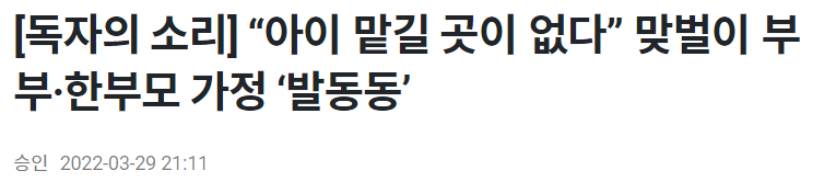 [독자의 소리] “아이 맡길 곳이 없다” 맞벌이 부
부·한부모 가정 ‘발동동’
승인 2022-03-29 21:11